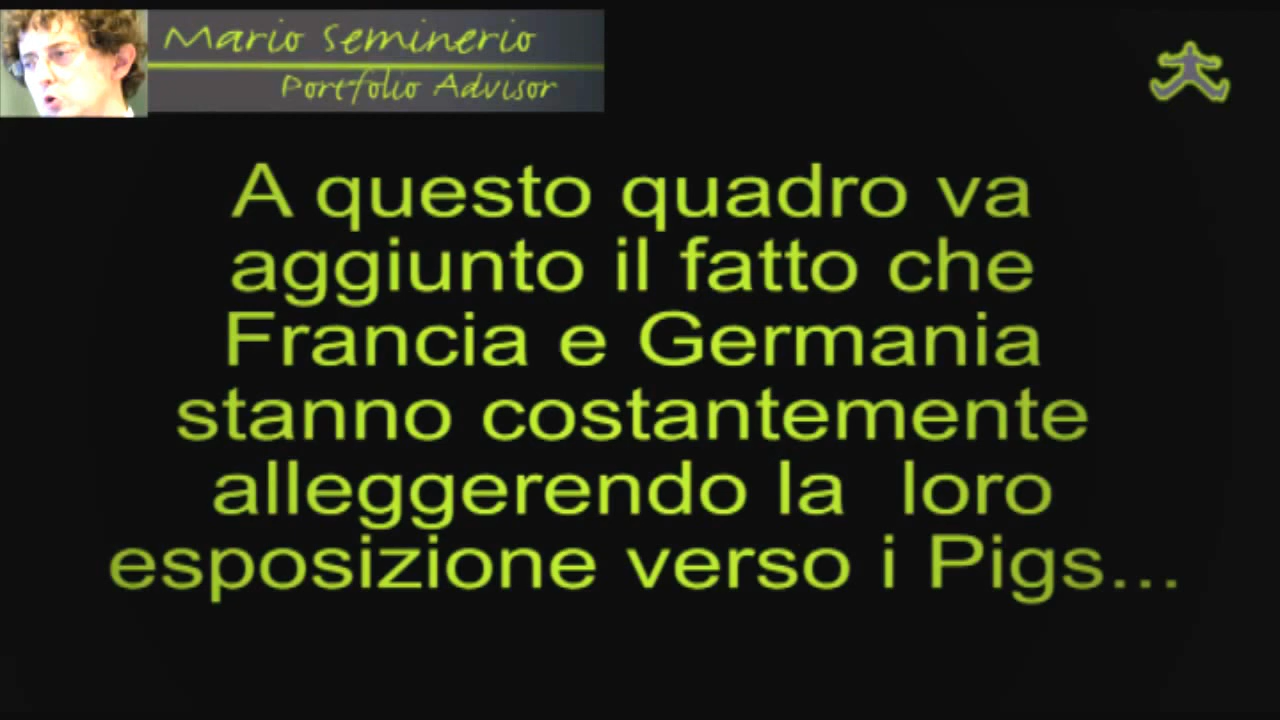 Mario Seminerio
Portfolio Advisor
A questo quadro va
aggiunto il fatto che
Francia e Germania
stanno costantemente
alleggerendo la  loro
esposizione verso i Pigs...